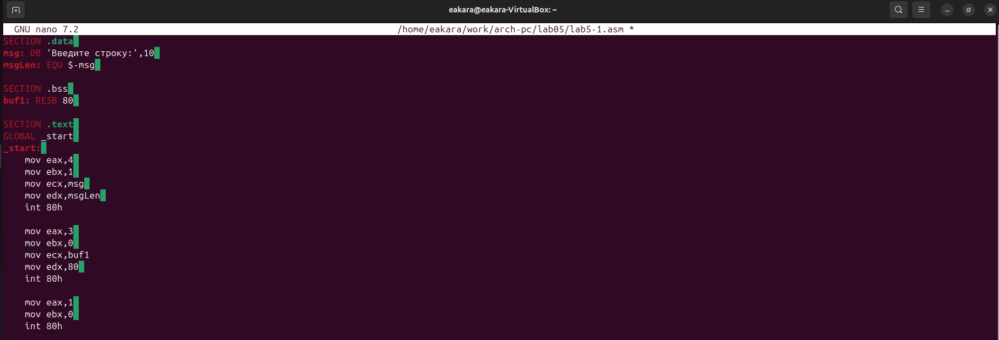 eakara@eakara-VirtualBox: ~
GNU nano 7.2 /home/eakara/work/arch-pc/lab05/lab5-1.asm *
SECTION .data
msg: DB 'Введите строку:',10
msgLen: EQU $-msg
SECTION .bss
buf1: RESB 80
SECTION .text
GLOBAL _start
_start:
mov eax,4
mov ebx,1
mov ecx,msg
mov edx,msgLen
int 80h
mov eax,3
mov ebx,0
mov ecx,buf1
mov edx,80
int 80h
mov eax,1
mov ebx,0
int 80h